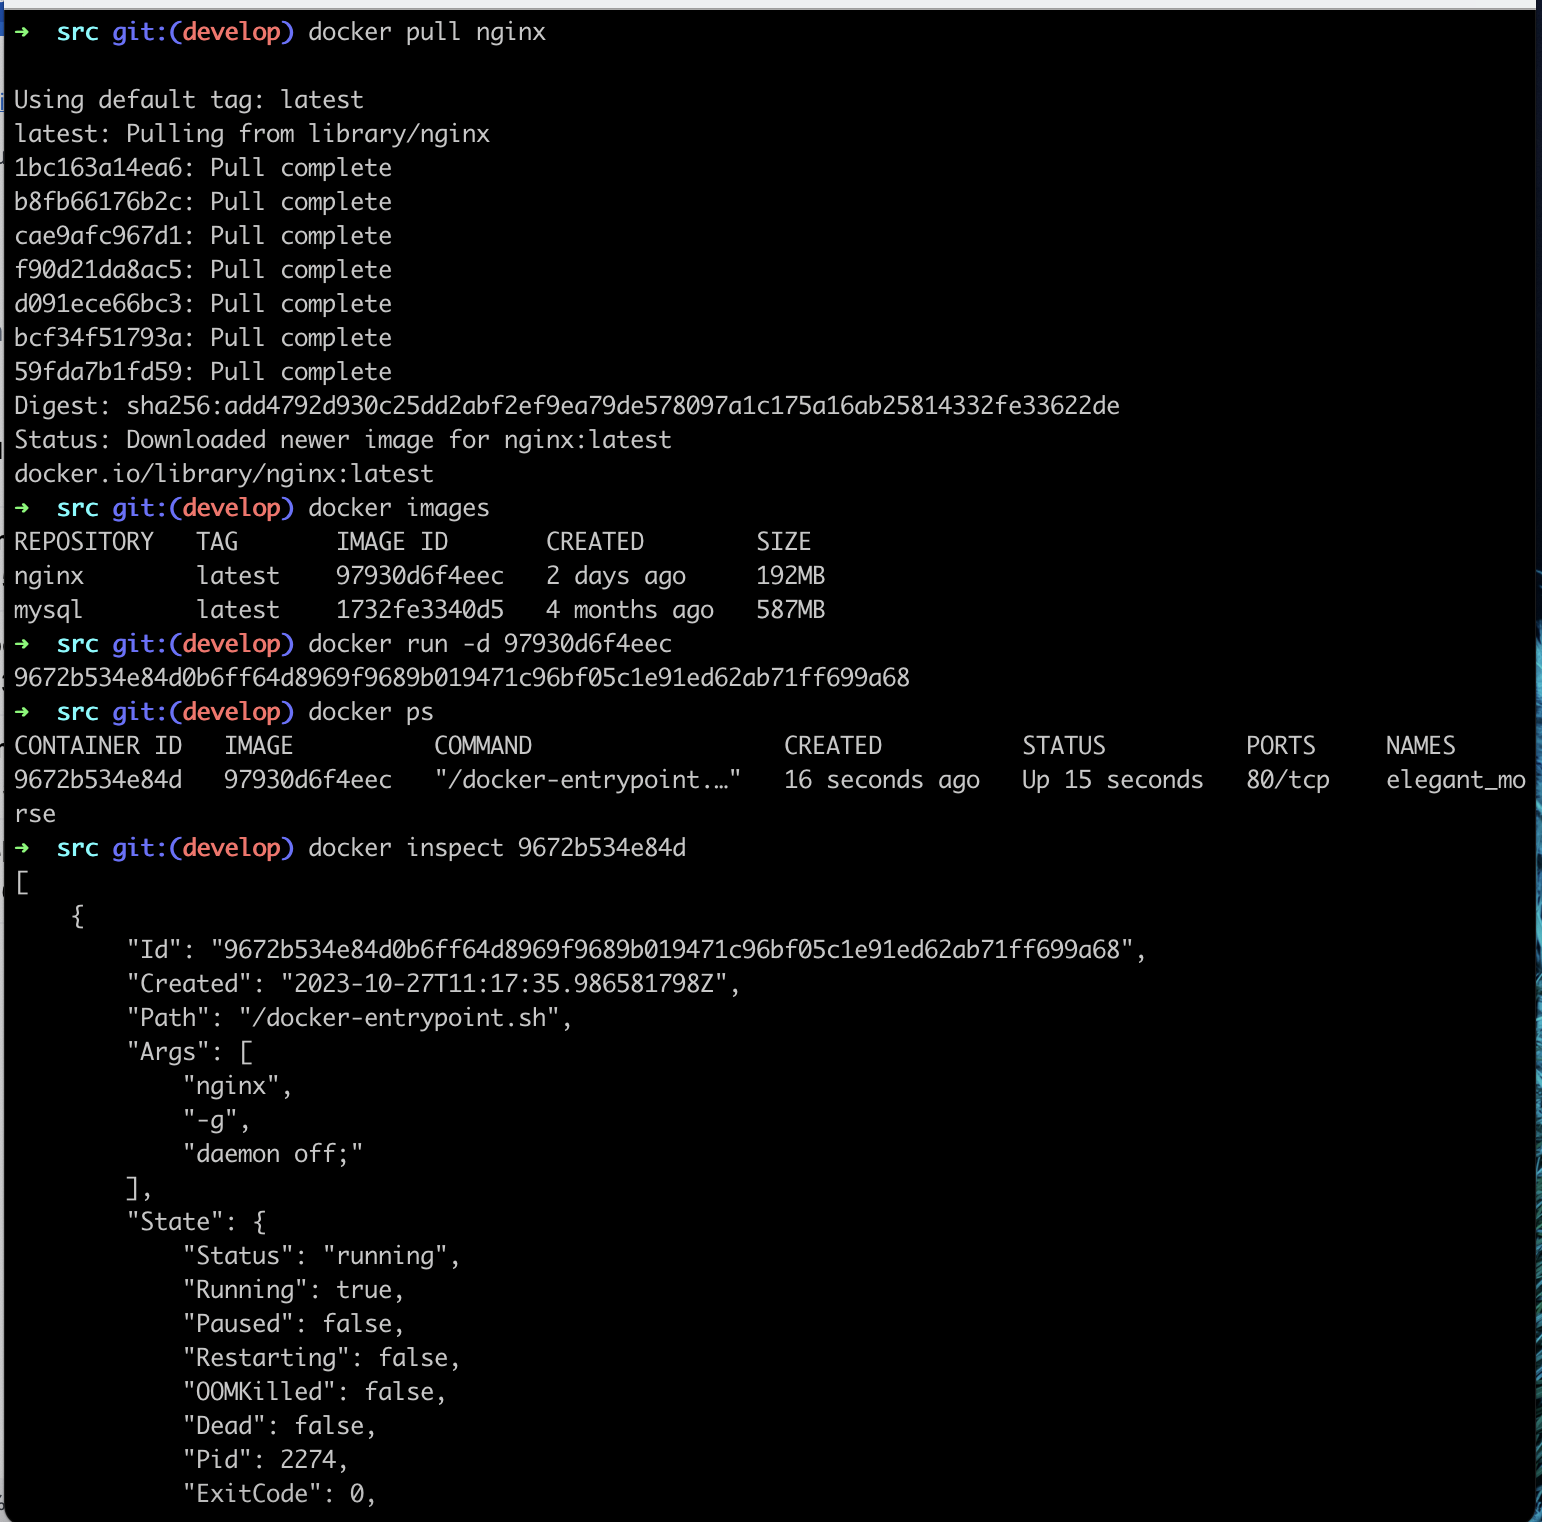 ➜  src git:(develop) docker pull nginx

Using default tag: latest
latest: Pulling from library/nginx
1bc163a14ea6: Pull complete
b8fb66176b2c: Pull complete
cae9afc967d1: Pull complete
f90d21da8ac5: Pull complete
d091ece66bc3: Pull complete
bcf34f51793a: Pull complete
59fda7b1fd59: Pull complete
Digest: sha256:add4792d930c25dd2abf2ef9ea79de578097a1c175a16ab25814332fe33622de
Status: Downloaded newer image for nginx:latest
docker.io/library/nginx:latest
➜  src git:(develop) docker images
REPOSITORY   TAG       IMAGE ID       CREATED        SIZE
nginx        latest    97930d6f4eec   2 days ago     192MB
mysql        latest    1732fe3340d5   4 months ago   587MB
➜  src git:(develop) docker run -d 97930d6f4eec
9672b534e84d0b6ff64d8969f9689b019471c96bf05c1e91ed62ab71ff699a68
➜  src git:(develop) docker ps
CONTAINER ID   IMAGE          COMMAND                  CREATED          STATUS          PORTS     NAMES
9672b534e84d   97930d6f4eec   "/docker-entrypoint.…"   16 seconds ago   Up 15 seconds   80/tcp    elegant_mo
rse
➜  src git:(develop) docker inspect 9672b534e84d
[
    {
        "Id": "9672b534e84d0b6ff64d8969f9689b019471c96bf05c1e91ed62ab71ff699a68",
        "Created": "2023-10-27T11:17:35.986581798Z",
        "Path": "/docker-entrypoint.sh",
        "Args": [
            "nginx",
            "-g",
            "daemon off;"
        ],
        "State": {
            "Status": "running",
            "Running": true,
            "Paused": false,
            "Restarting": false,
            "OOMKilled": false,
            "Dead": false,
            "Pid": 2274,
            "ExitCode": 0,